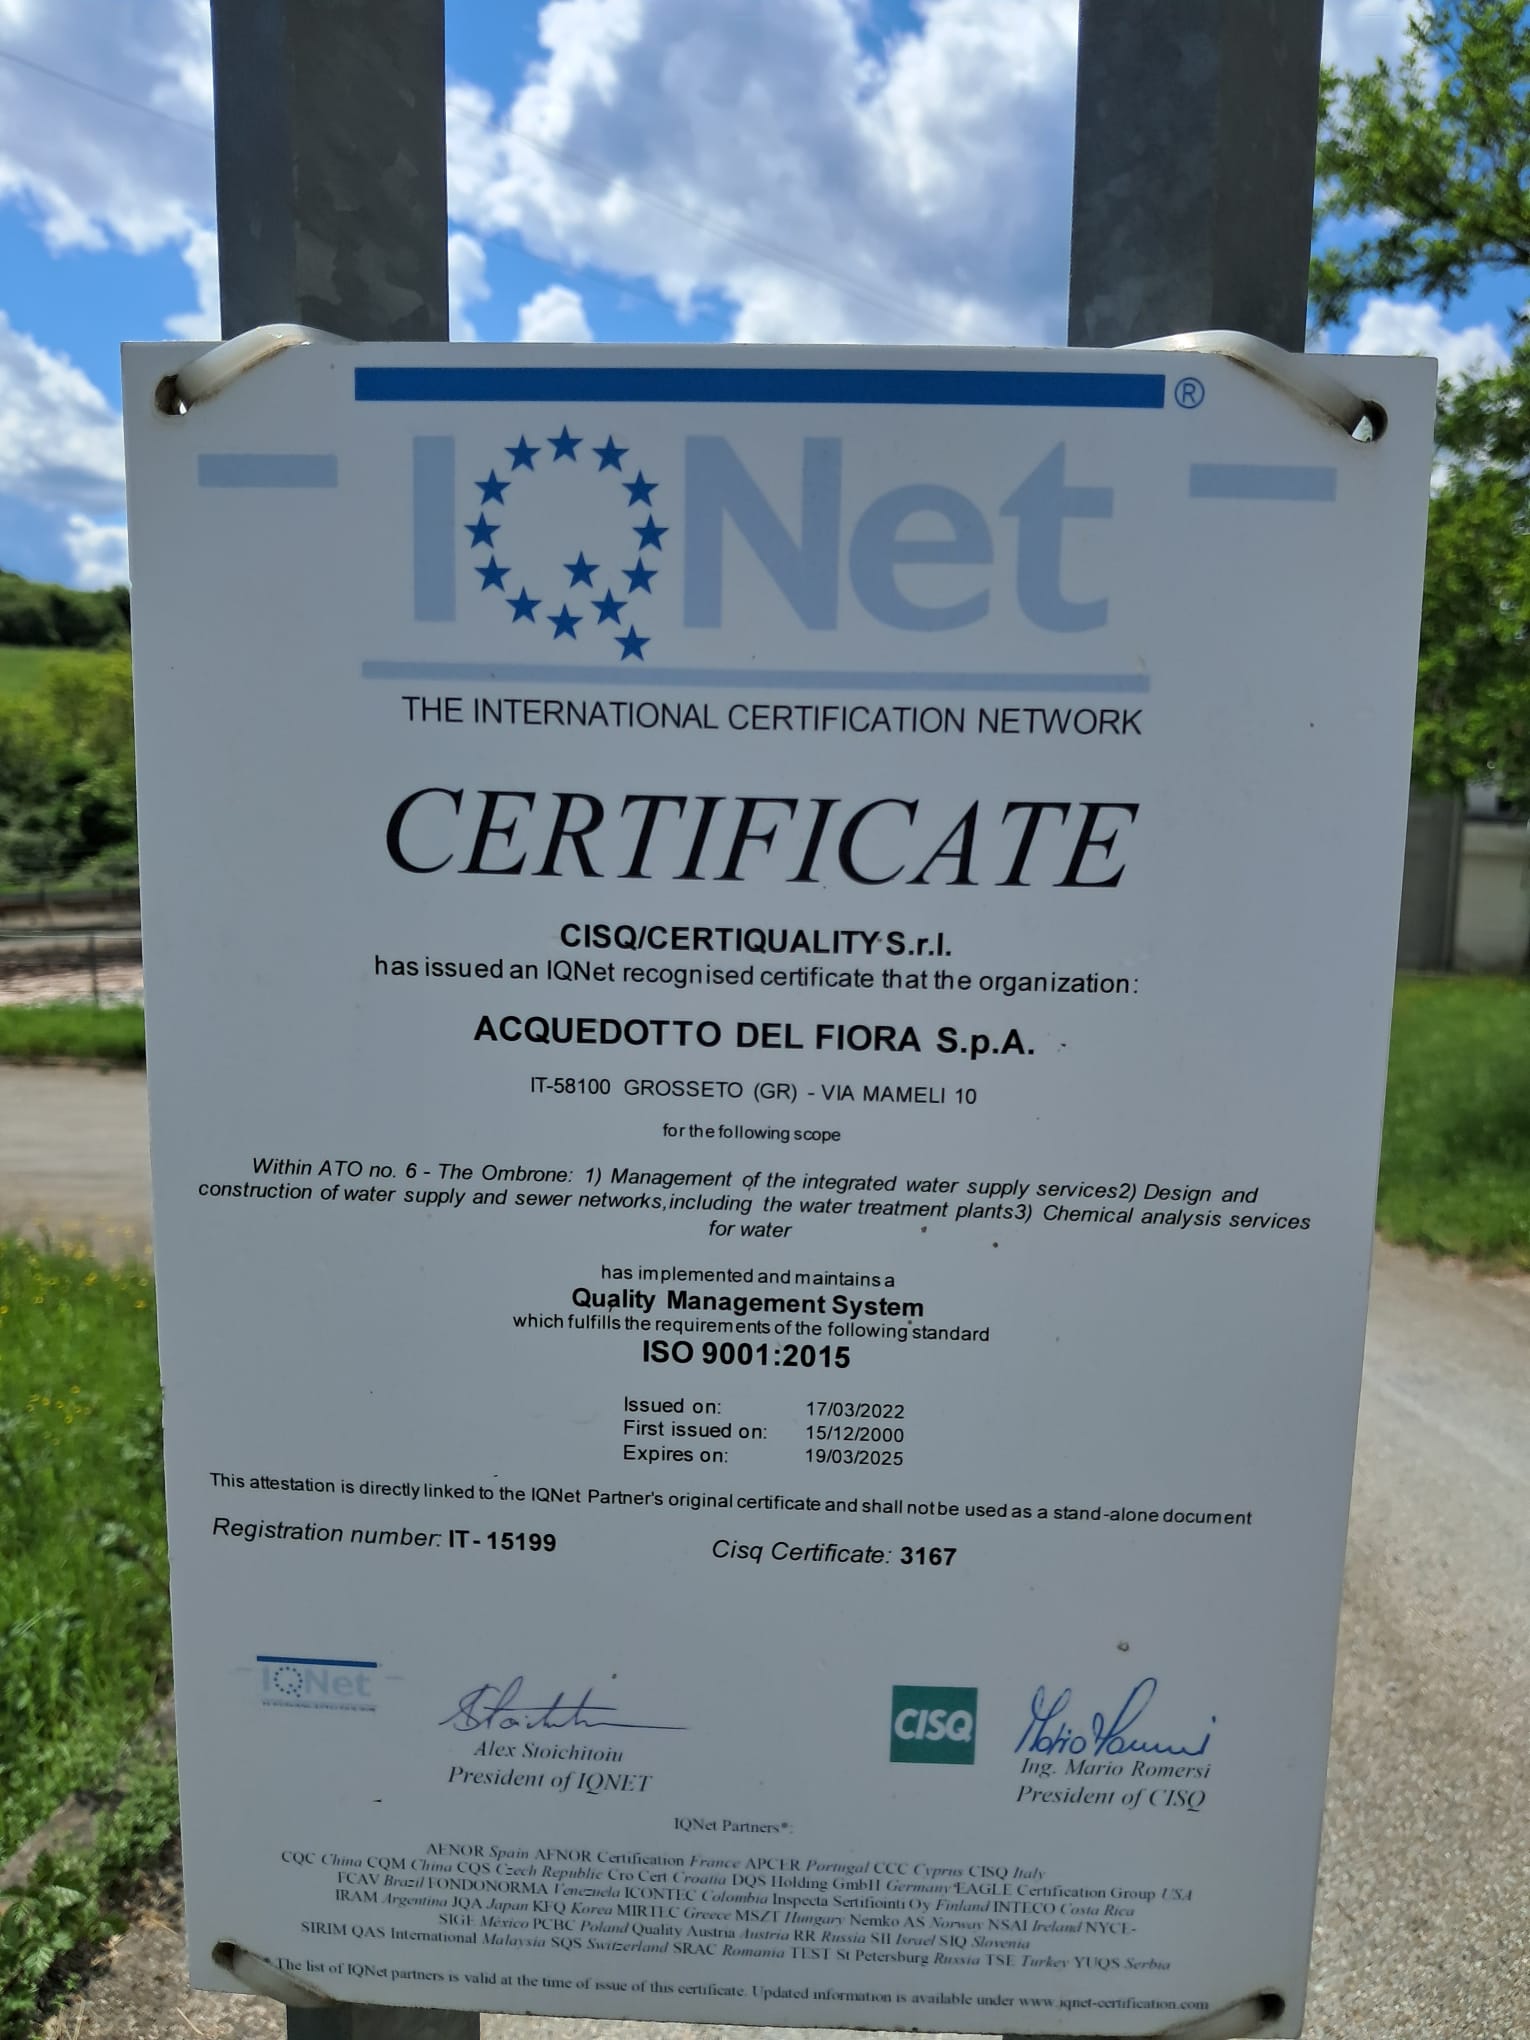 ®
IQNet
THE INTERNATIONAL CERTIFICATION NETWORK
CERTIFICATE
CISQ/CERTIQUALITY S.r.l.
has issued an IQNet recognised certificate that the organization:
ACQUEDOTTO DEL FIORA S.p.A.
IT-58100 GROSSETO (GR) - VIA MAMELI 10
for the following scope
Within ATO no. 6 - The Ombrone: 1) Management of the integrated water supply services2) Design and
construction of water supply and sewer networks,including the water treatment plants3) Chemical analysis services
for water
has implemented and maintains a
Quality Management System
which fulfills the requirements of the following standard
ISO 9001:2015
Issued on: 17/03/2022
First issued on: 15/12/2000
Expires on: 19/03/2025
This attestation is directly linked to the IQNet Partner's original certificate and shall not be used as a stand-alone document
Registration number: IT - 15199 Cisq Certificate: 3167
IQNet
CISQ
Alex Stoichitoiu
President of IQNET
Ing. Mario Romersi
President of CISQ
IQNet Partners*:
AENOR Spain AFNOR Certification France APCER Portugal CCC Cyprus CISQ Italy
CQC China CQM China CQS Czech Republic Cro Cert Croatia DQS Holding GmbH Germany EAGLE Certification Group USA
FCAV Brazil FONDONORMA Venezuela ICONTEC Colombia Inspecta Sertifiointi Oy Finland INTECO Costa Rica
IRAM Argentina JQA Japan KFQ Korea MIRTEC Greece MSZT Hungary Nemko AS Norway NSAI Ireland NYCE-
SIGE México PCBC Poland Quality Austria Austria RR Russia SII Israel SIQ Slovenia
SIRIM QAS International Malaysia SQS Switzerland SRAC Romania TEST St Petersburg Russia TSE Turkey YUQS Serbia
* The list of IQNet partners is valid at the time of issue of this certificate. Updated information is available under www.iqnet-certification.com